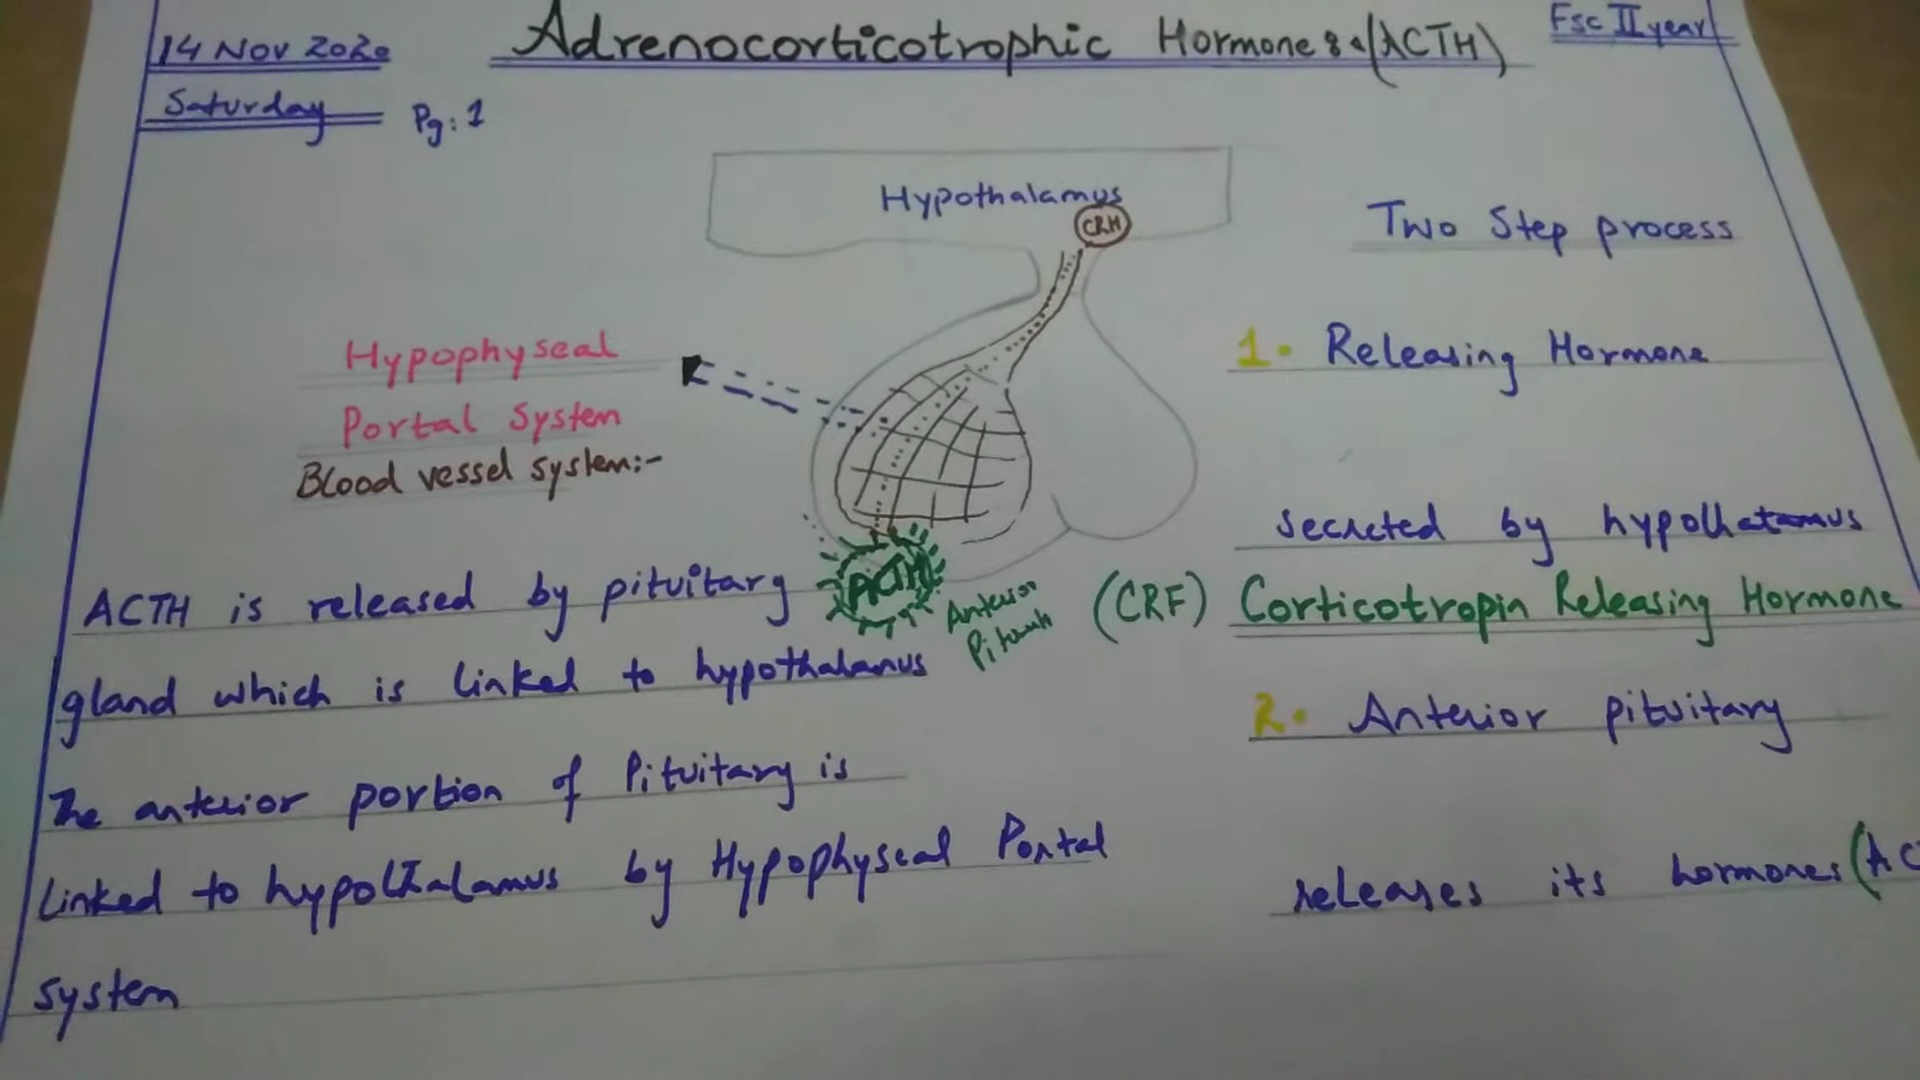 14 Nov 2020
Saturday
Pg: 1
Adrenocorticotrophic Hormone :- (ACTH)
Fsc II year
Hypothalamus
CRH
Hypophyseal
Portal System
Blood vessel system:-
ACTH
Anterior
ACTH is released by pituitary
gland which is linked to hypothalanus
The anterior portion of Pituitary is
Linked to hypothalamus by Hypophyseal Portal
system
Two Step process
1. Releasing Hormone
secreted by hypothatamus
(CRF) Corticotropin Releasing Hormone
2. Anterior pituitary
releases its hormones (AC